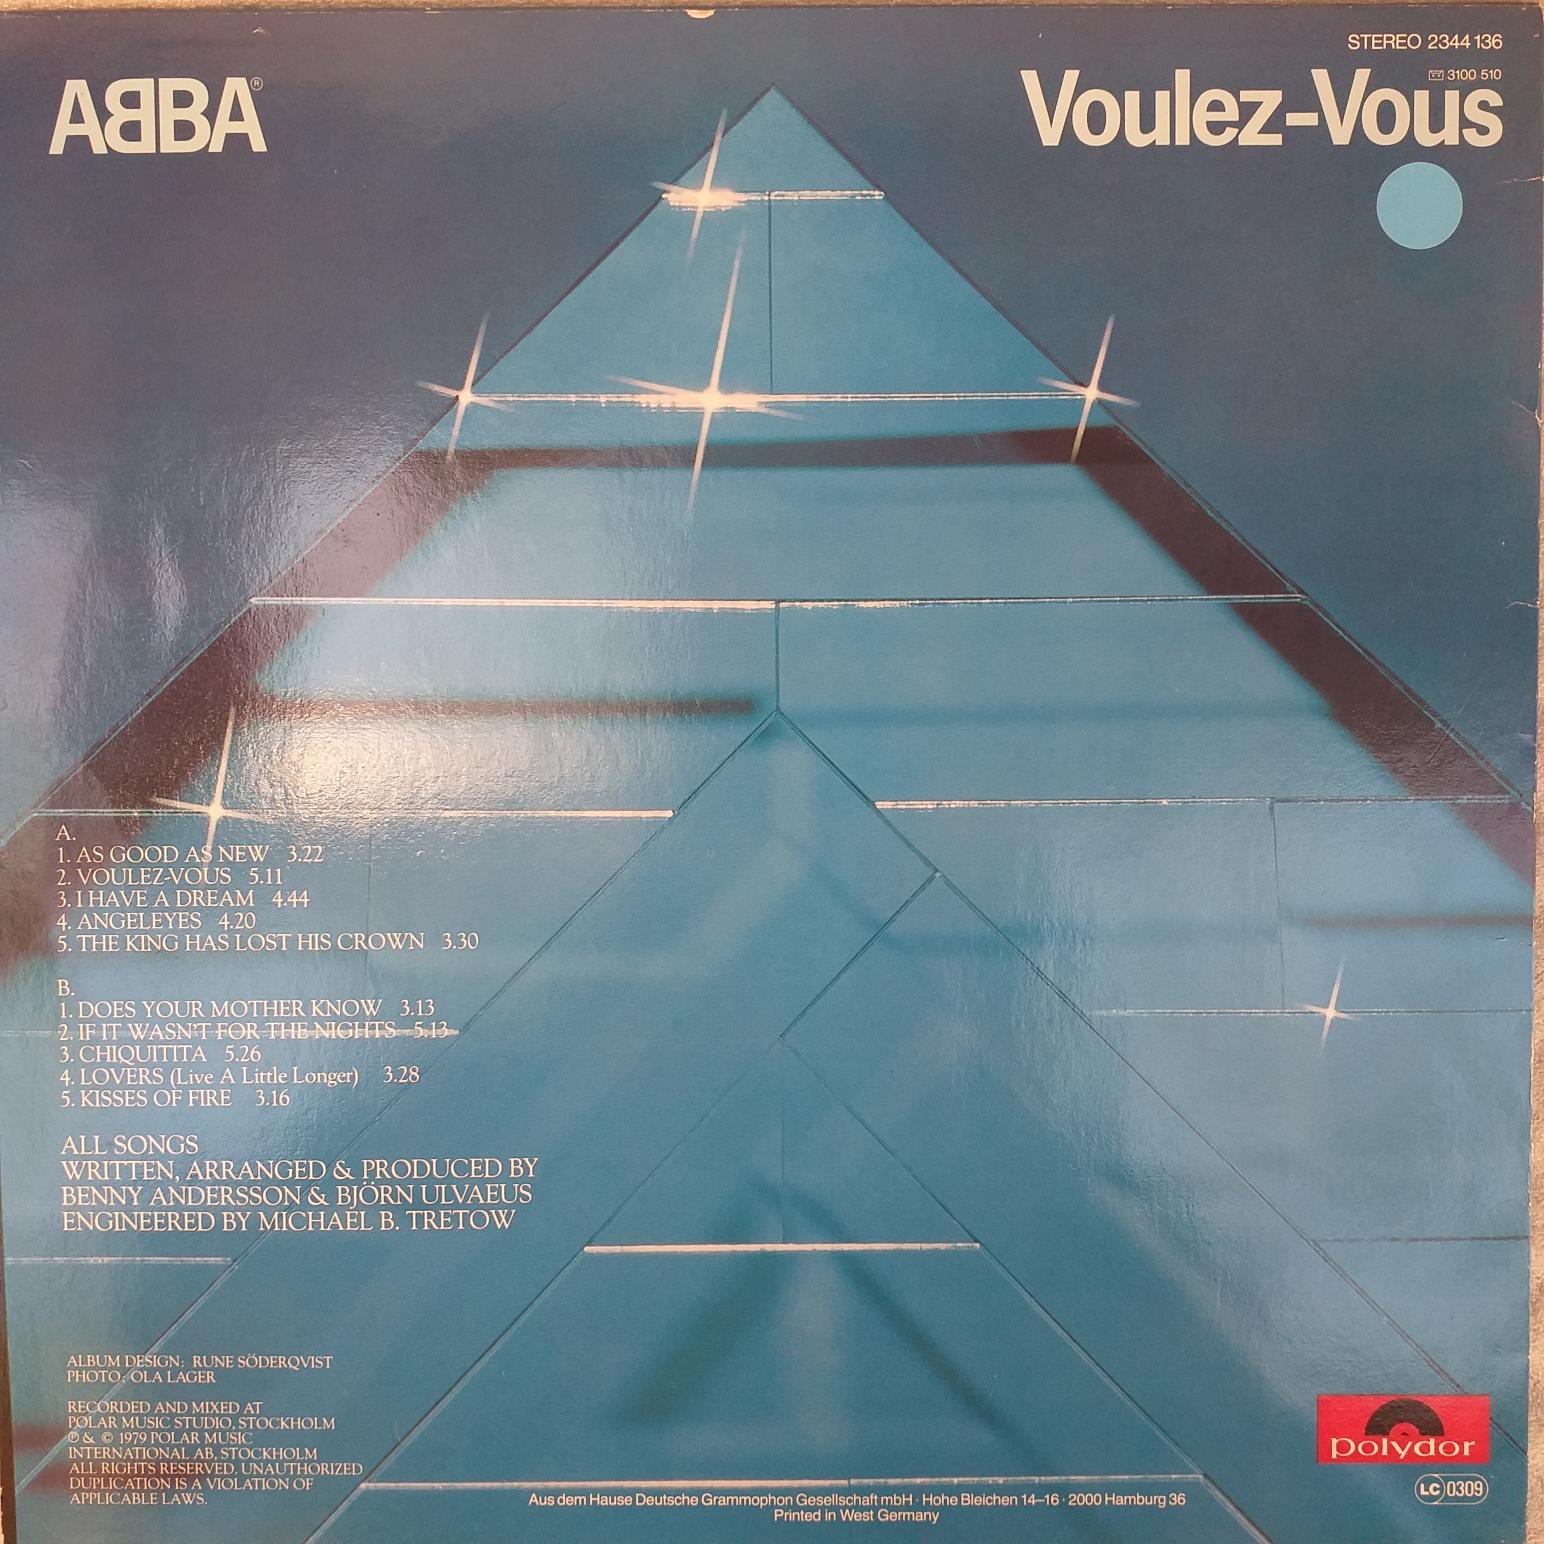 ABBA®
STEREO 2344 136
3100 510
Voulez-Vous
A.
1. AS GOOD AS NEW 3.22
2. VOULEZ-VOUS 5.11
3. I HAVE A DREAM 4.44
4. ANGELEYES 4.20
5. THE KING HAS LOST HIS CROWN 3.30
B.
1. DOES YOUR MOTHER KNOW 3.13
2. IF IT WASN'T FOR THE NIGHTS 5.13
3. CHIQUITITA 5.26
4. LOVERS (Live A Little Longer) 3.28
5. KISSES OF FIRE 3.16
ALL SONGS
WRITTEN, ARRANGED & PRODUCED BY
BENNY ANDERSSON & BJÖRN ULVAEUS
ENGINEERED BY MICHAEL B. TRETOW
ALBUM DESIGN: RUNE SÖDERQVIST
PHOTO: OLA LAGER
RECORDED AND MIXED AT
POLAR MUSIC STUDIO, STOCKHOLM
℗ & © 1979 POLAR MUSIC
INTERNATIONAL AB, STOCKHOLM
ALL RIGHTS RESERVED. UNAUTHORIZED
DUPLICATION IS A VIOLATION OF
APPLICABLE LAWS.
Aus dem Hause Deutsche Grammophon Gesellschaft mbH · Hohe Bleichen 14–16 · 2000 Hamburg 36
Printed in West Germany
polydor
LC 0309